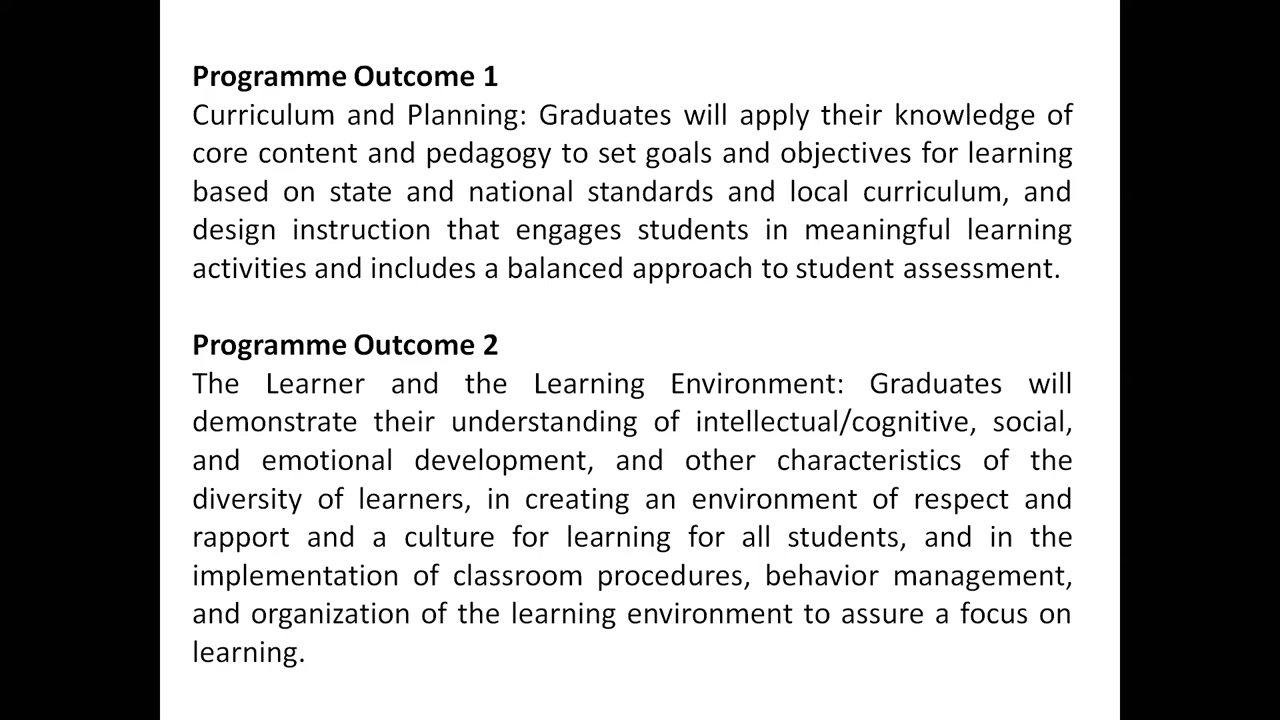 Programme Outcome 1
Curriculum and Planning: Graduates will apply their knowledge of
core content and pedagogy to set goals and objectives for learning
based on state and national standards and local curriculum, and
design instruction that engages students in meaningful learning
activities and includes a balanced approach to student assessment.
Programme Outcome 2
The Learner and the Learning Environment: Graduates will
demonstrate their understanding of intellectual/cognitive, social,
and emotional development, and other characteristics of the
diversity of learners, in creating an environment of respect and
rapport and a culture for learning for all students, and in the
implementation of classroom procedures, behavior management,
and organization of the learning environment to assure a focus on
learning.